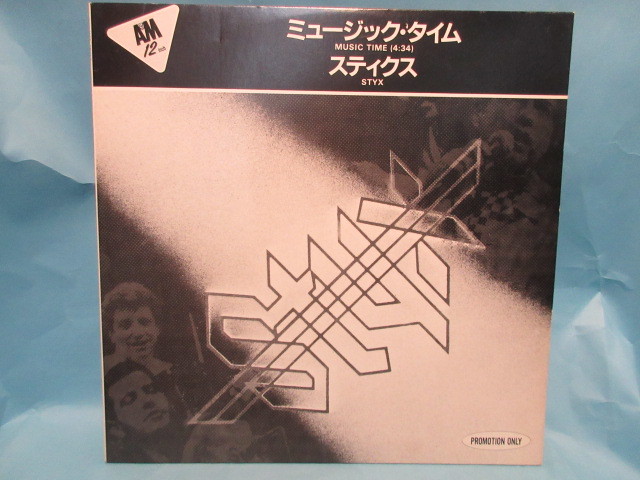 A&M
12 inch
ミュージック・タイム
MUSIC TIME (4:34)
スティクス
STYX
PROMOTION ONLY